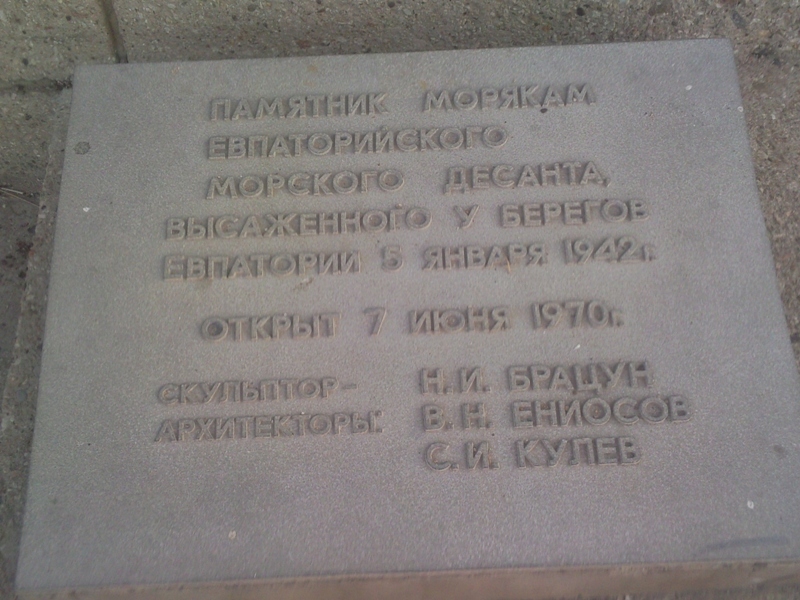 ПАМЯТНИК МОРЯКАМ
ЕВПАТОРИЙСКОГО
МОРСКОГО ДЕСАНТА,
ВЫСАЖЕННОГО У БЕРЕГОВ
ЕВПАТОРИИ 5 ЯНВАРЯ 1942г.
ОТКРЫТ 7 ИЮНЯ 1970г.
СКУЛЬПТОР – Н. И. БРАЦУН
АРХИТЕКТОРЫ: В. Н. ЕНИОСОВ
С. И. КУЛЕВ